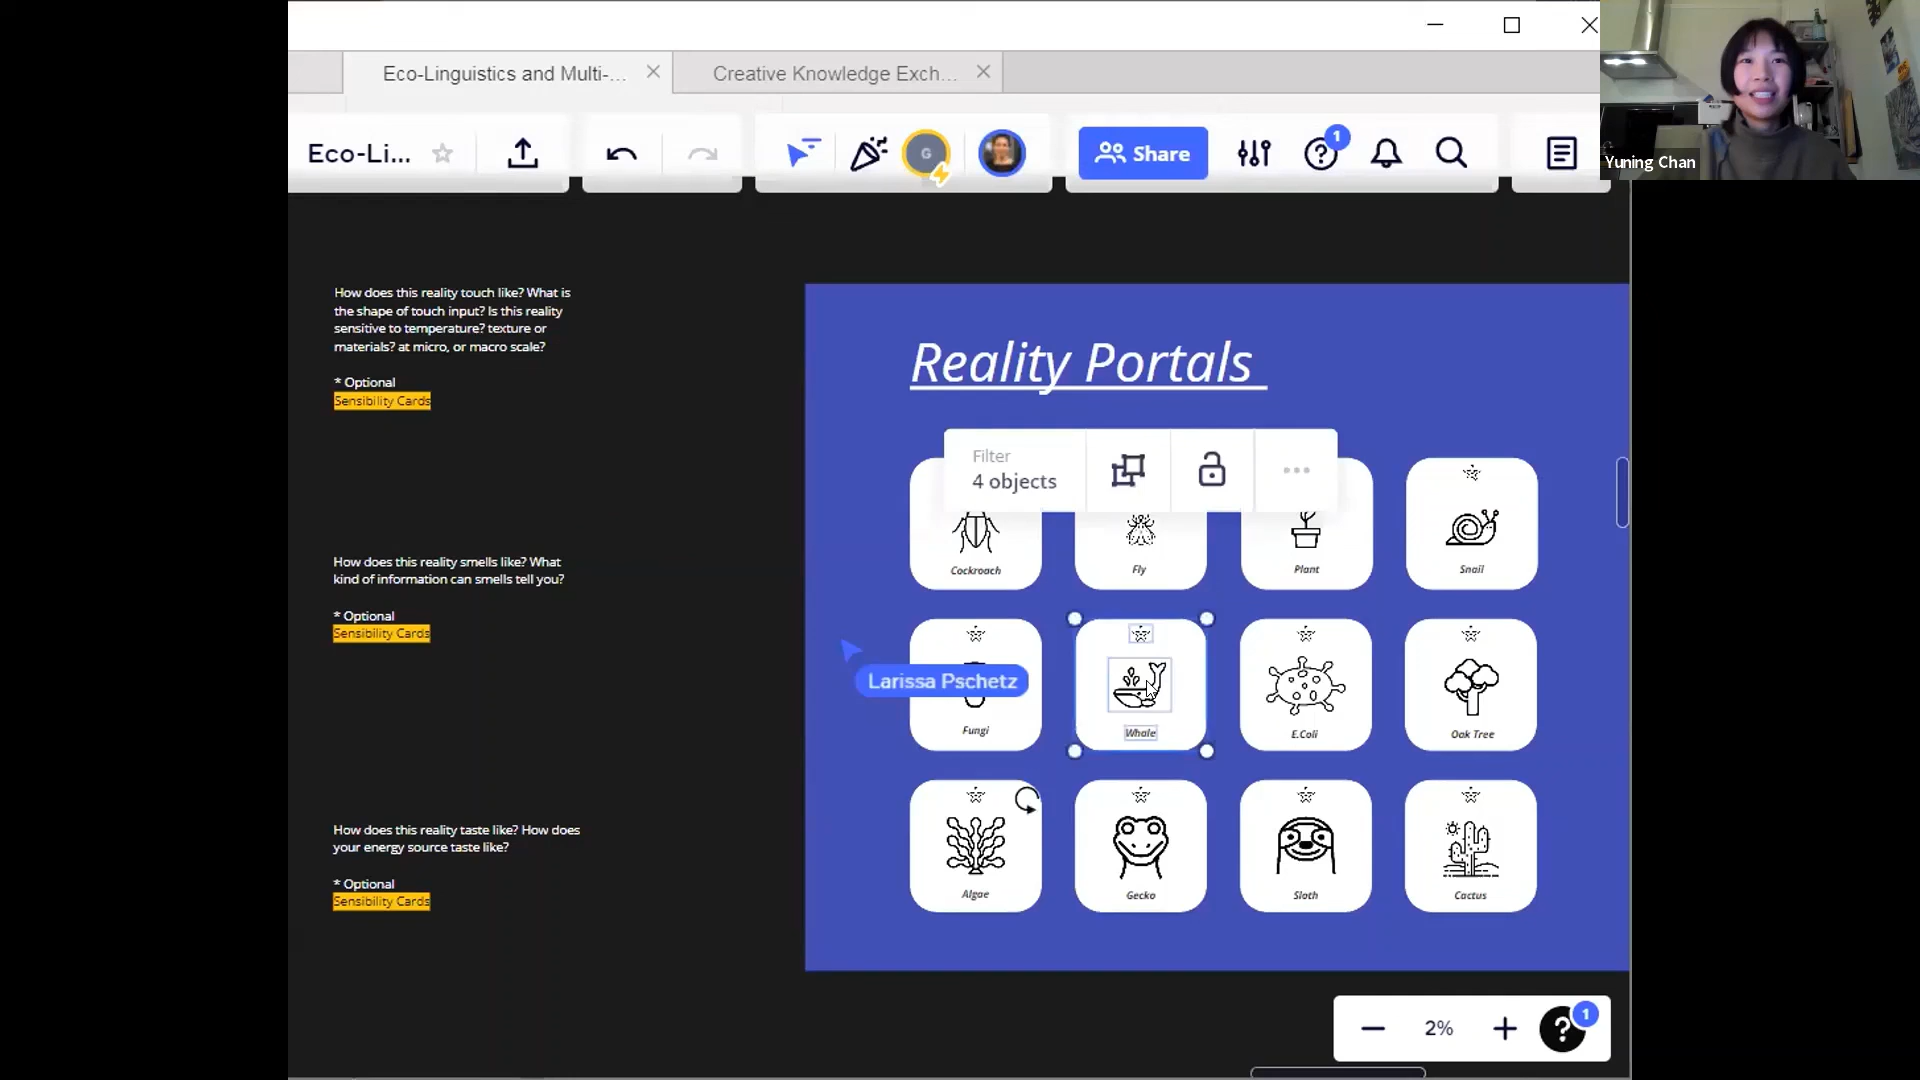 Eco-Linguistics and Multi-...
Creative Knowledge Exch...
Eco-Li...
G
Share
1
Yuning Chan
How does this reality touch like? What is
the shape of touch input? Is this reality
sensitive to temperature? texture or
materials? at micro, or macro scale?
* Optional
Sensibility Cards
How does this reality smells like? What
kind of information can smells tell you?
* Optional
Sensibility Cards
How does this reality taste like? How does
your energy source taste like?
* Optional
Sensibility Cards
Reality Portals
Filter
4 objects
Cockroach
Fly
Plant
Snail
Larissa Pschetz
Fungi
Whale
E.Coli
Oak Tree
Algae
Gecko
Sloth
Cactus
2%
1